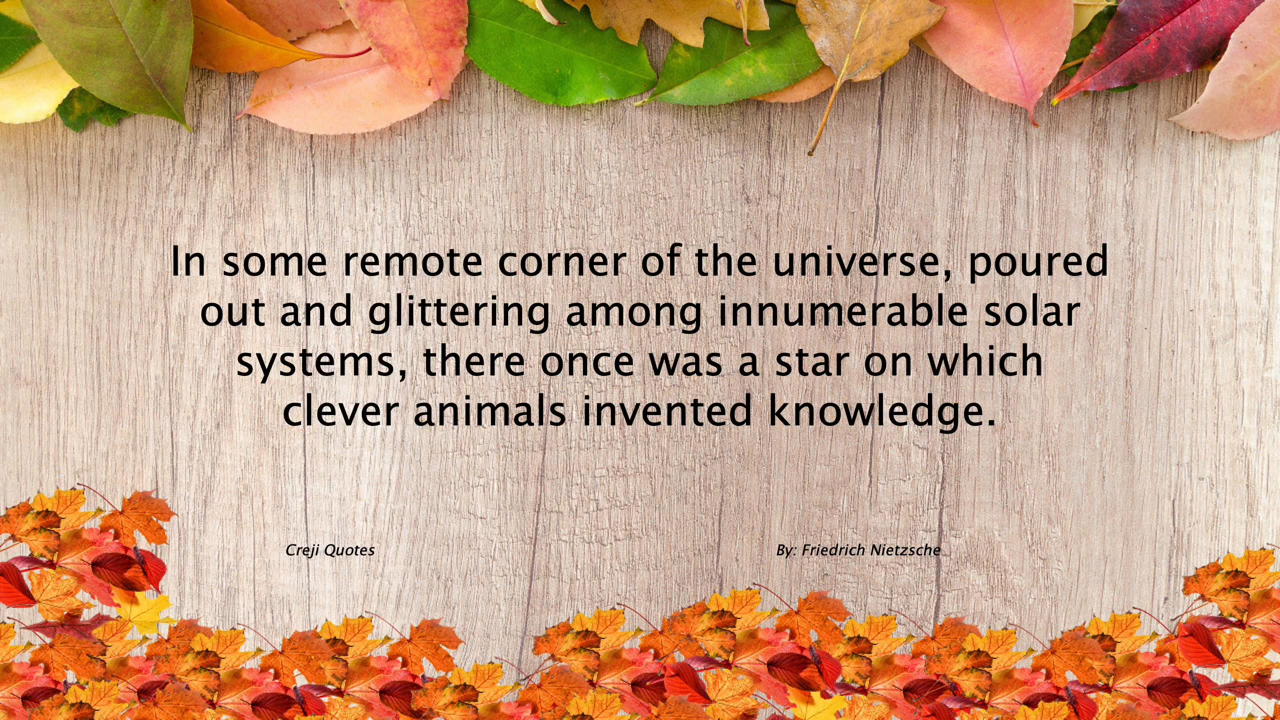 In some remote corner of the universe, poured
out and glittering among innumerable solar
systems, there once was a star on which
clever animals invented knowledge.
Creji Quotes
By: Friedrich Nietzsche